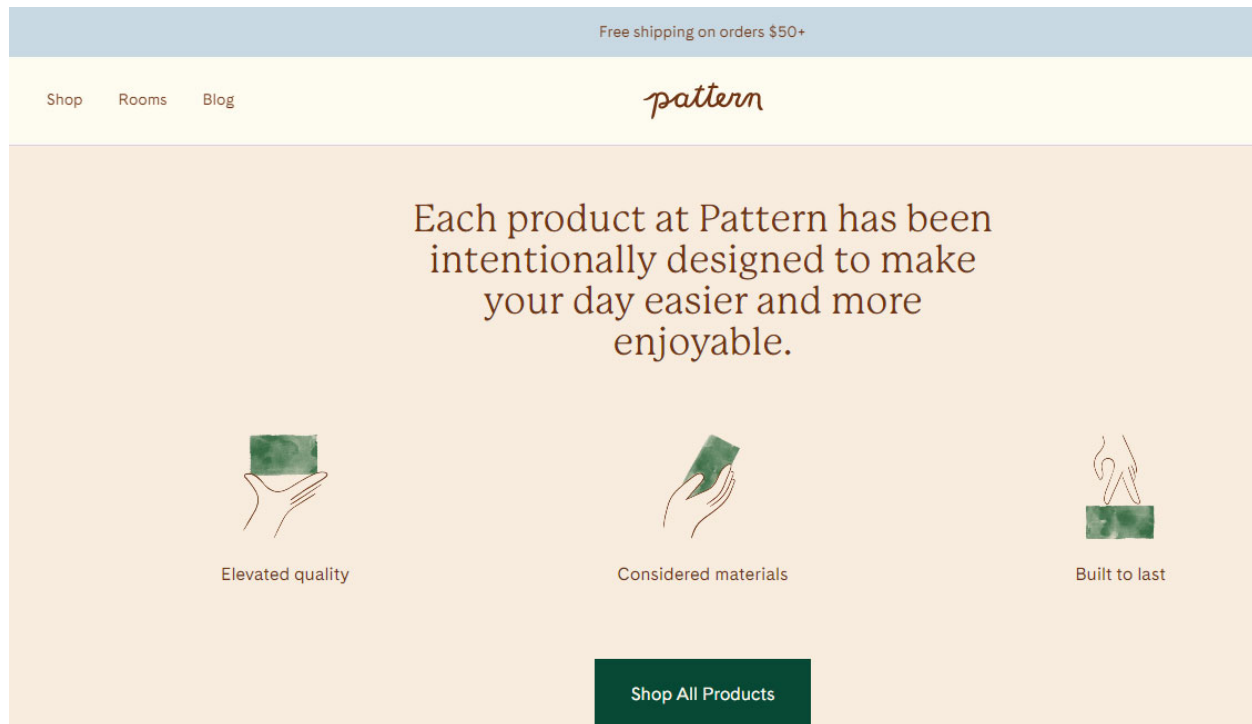 Free shipping on orders $50+
Shop Rooms Blog
pattern
Each product at Pattern has been
intentionally designed to make
your day easier and more
enjoyable.
Elevated quality
Considered materials
Built to last
Shop All Products